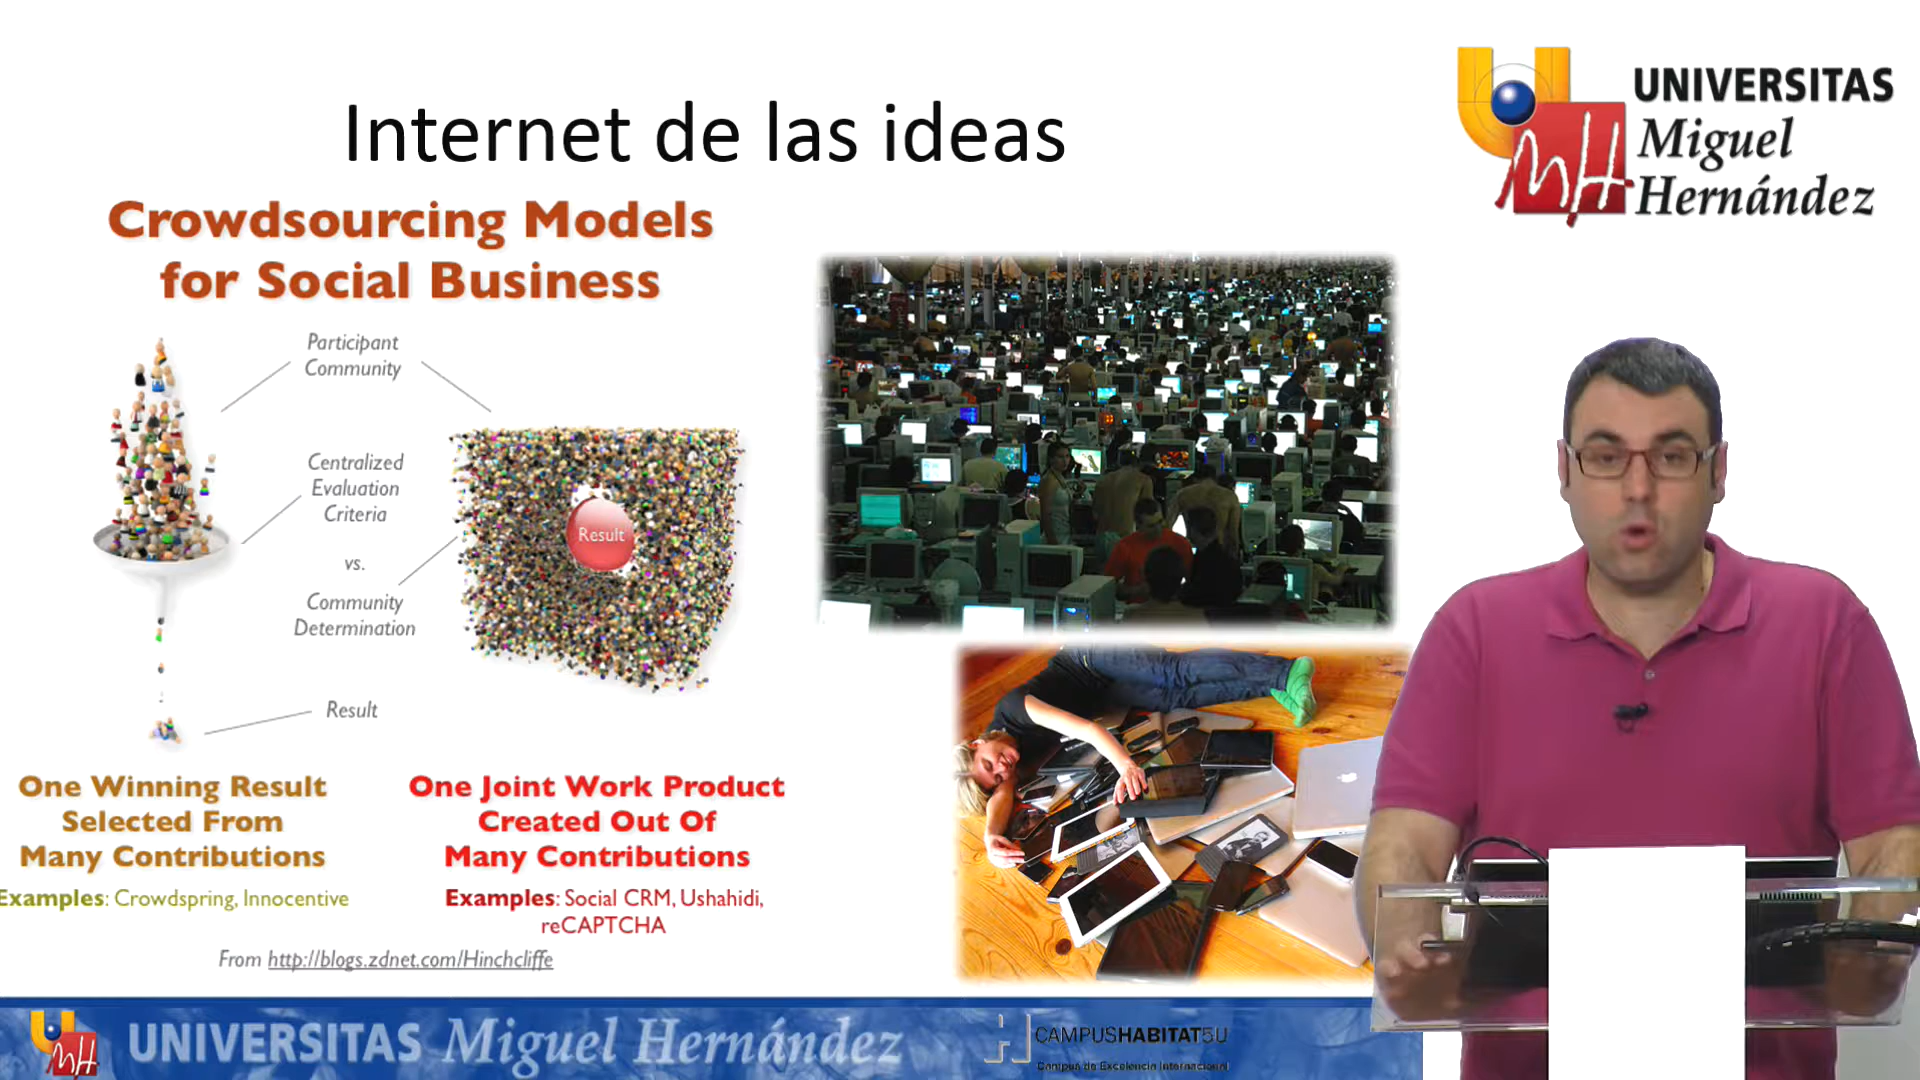 Internet de las ideas
UNIVERSITAS
Miguel
Hernández
Crowdsourcing Models
for Social Business
Participant
Community
Centralized
Evaluation
Criteria
vs.
Community
Determination
Result
Result
One Winning Result
Selected From
Many Contributions
Examples: Crowdspring, Innocentive
One Joint Work Product
Created Out Of
Many Contributions
Examples: Social CRM, Ushahidi,
reCAPTCHA
From http://blogs.zdnet.com/Hinchcliffe
UNIVERSITAS Miguel Hernández
CAMPUSHABITAT5U
Campus de Excelencia Internacional